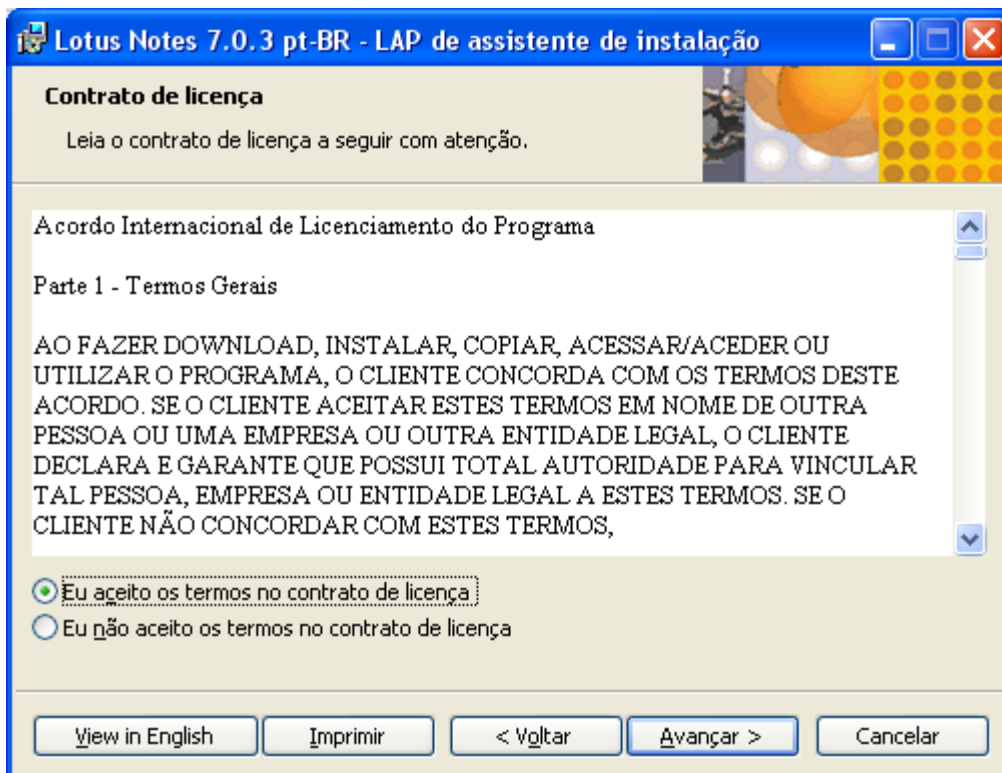 Lotus Notes 7.0.3 pt-BR - LAP de assistente de instalação
Contrato de licença
Leia o contrato de licença a seguir com atenção.
Acordo Internacional de Licenciamento do Programa
Parte 1 - Termos Gerais
AO FAZER DOWNLOAD, INSTALAR, COPIAR, ACESSAR/ACEDER OU
UTILIZAR O PROGRAMA, O CLIENTE CONCORDA COM OS TERMOS DESTE
ACORDO. SE O CLIENTE ACEITAR ESTES TERMOS EM NOME DE OUTRA
PESSOA OU UMA EMPRESA OU OUTRA ENTIDADE LEGAL, O CLIENTE
DECLARA E GARANTE QUE POSSUI TOTAL AUTORIDADE PARA VINCULAR
TAL PESSOA, EMPRESA OU ENTIDADE LEGAL A ESTES TERMOS. SE O
CLIENTE NÃO CONCORDAR COM ESTES TERMOS,
Eu aceito os termos no contrato de licença
Eu não aceito os termos no contrato de licença
View in English
Imprimir
< Voltar
Avançar >
Cancelar